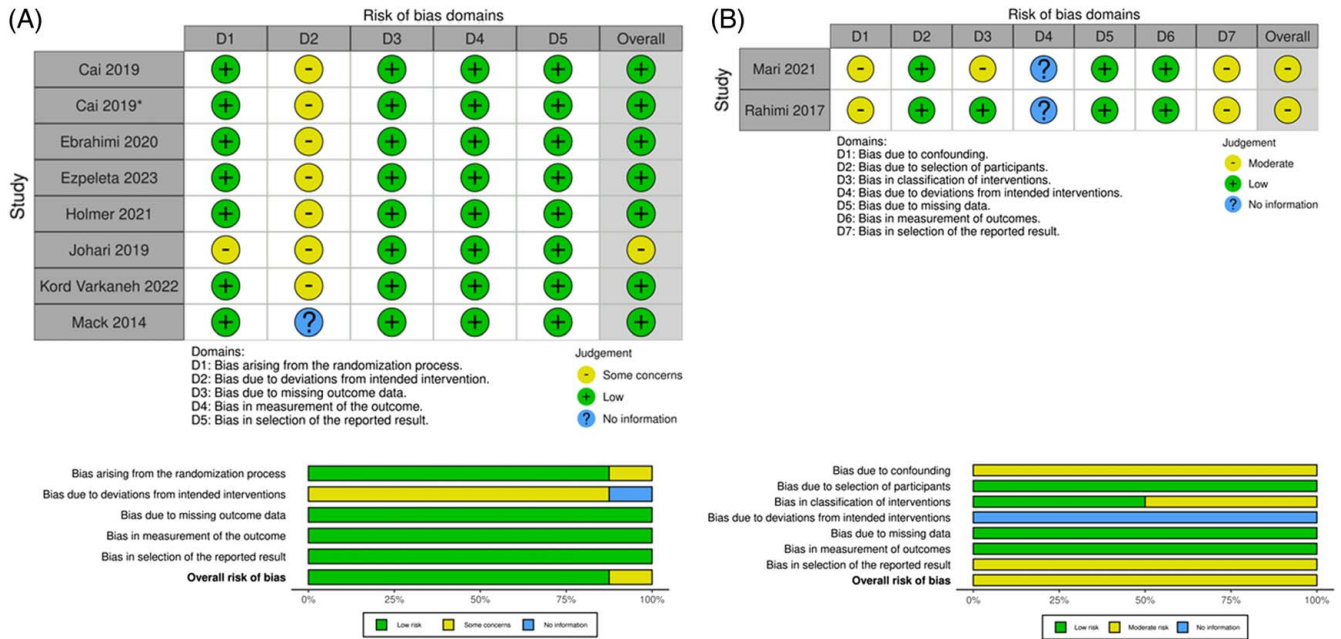 (A)
Risk of bias domains
D1 D2 D3 D4 D5 Overall
Study
Cai 2019 + - + + + +
Cai 2019* + - + + + +
Ebrahimi 2020 + - + + + +
Ezpeleta 2023 + - + + + +
Holmer 2021 + - + + + +
Johari 2019 - - + + + -
Kord Varkaneh 2022 + - + + + +
Mack 2014 + ? + + + +
Domains:
D1: Bias arising from the randomization process.
D2: Bias due to deviations from intended intervention.
D3: Bias due to missing outcome data.
D4: Bias in measurement of the outcome.
D5: Bias in selection of the reported result.
Judgement
- Some concerns
+ Low
? No information
Bias arising from the randomization process
Bias due to deviations from intended interventions
Bias due to missing outcome data
Bias in measurement of the outcome
Bias in selection of the reported result
Overall risk of bias
0% 25% 50% 75% 100%
Low risk Some concerns No information
(B)
Risk of bias domains
D1 D2 D3 D4 D5 D6 D7 Overall
Study
Mari 2021 - + - ? + + - -
Rahimi 2017 - + + ? + + - -
Domains:
D1: Bias due to confounding.
D2: Bias due to selection of participants.
D3: Bias in classification of interventions.
D4: Bias due to deviations from intended interventions.
D5: Bias due to missing data.
D6: Bias in measurement of outcomes.
D7: Bias in selection of the reported result.
Judgement
- Moderate
+ Low
? No information
Bias due to confounding
Bias due to selection of participants
Bias in classification of interventions
Bias due to deviations from intended interventions
Bias due to missing data
Bias in measurement of outcomes
Bias in selection of the reported result
Overall risk of bias
0% 25% 50% 75% 100%
Low risk Moderate risk No information